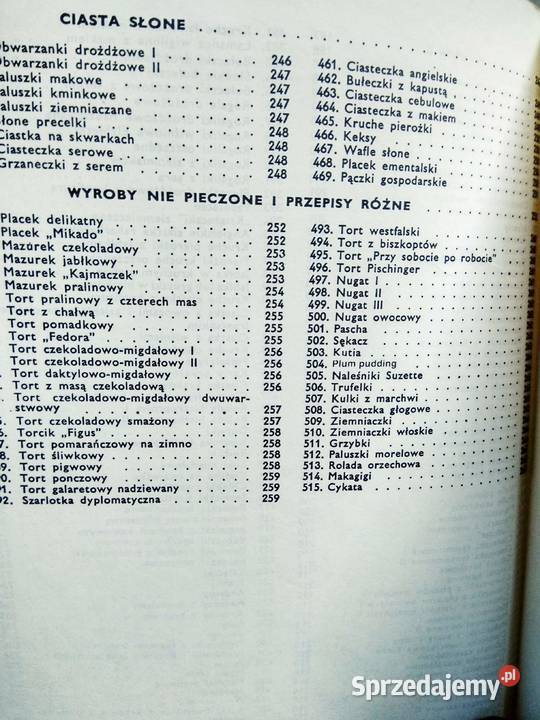 CIASTA SŁONE
Obwarzanki drożdżowe I 246
Obwarzanki drożdżowe II 247
aluszki makowe 247
aluszki kminkowe 247
aluszki ziemniaczane 247
łone precelki 248
Ciastka na skwarkach 248
Ciasteczka serowe 248
Grzaneczki z serem 248
461. Ciasteczka angielskie
462. Bułeczki z kapustą
463. Ciasteczka cebulowe
464. Ciasteczka z makiem
465. Kruche pierożki
466. Keksy
467. Wafle słone
468. Placek ementalski
469. Pączki gospodarskie
WYROBY NIE PIECZONE I PRZEPISY RÓŻNE
Placek delikatny 252
Placek „Mikado” 252
Mazurek czekoladowy 253
Mazurek jabłkowy 253
Mazurek „Kajmaczek” 253
Mazurek pralinowy 254
Tort pralinowy z czterech mas 254
Tort z chałwą 255
Tort pomadkowy 255
Tort „Fedora” 255
Tort czekoladowo-migdałowy I 256
Tort czekoladowo-migdałowy II 256
Tort daktylowo-migdałowy 256
Tort z masą czekoladową 256
Tort czekoladowo-migdałowy dwuwar-
stwowy 257
5. Tort czekoladowy smażony 257
6. Torcik „Figus” 258
7. Tort pomarańczowy na zimno 258
88. Tort śliwkowy 258
89. Tort pigwowy 258
90. Tort ponczowy 259
91. Tort galaretowy nadziewany 259
92. Szarlotka dyplomatyczna 259
493. Tort westfalski
494. Tort z biszkoptów
495. Tort „Przy sobocie po robocie”
496. Tort Pischinger
497. Nugat I
498. Nugat II
499. Nugat III
500. Nugat owocowy
501. Pascha
502. Sękacz
503. Kutia
504. Plum pudding
505. Naleśniki Suzette
506. Trufelki
507. Kulki z marchwi
508. Ciasteczka głogowe
509. Ziemniaczki
510. Ziemniaczki włoskie
511. Grzybki
512. Paluszki morelowe
513. Rolada orzechowa
514. Makagigi
515. Cykata
Sprzedajemy.pl